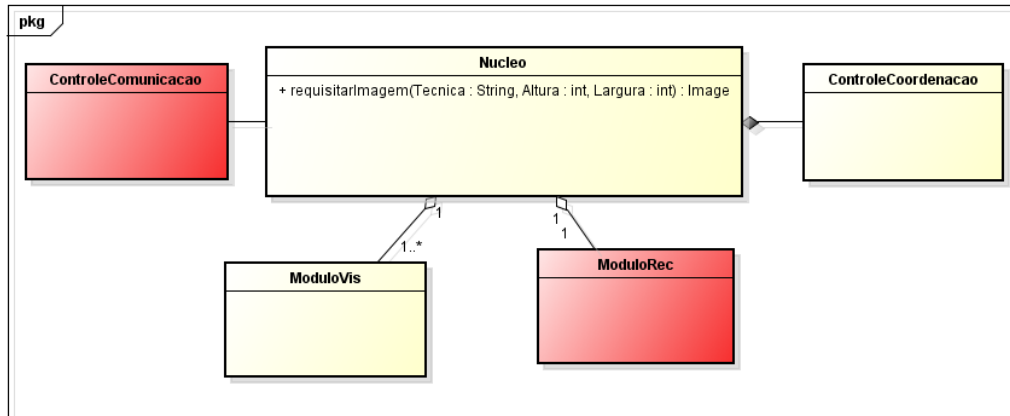 pkg
ControleComunicacao
Nucleo
+ requisitarImagem(Tecnica : String, Altura : int, Largura : int) : Image
ControleCoordenacao
1
1..*
1
1
ModuloVis
ModuloRec